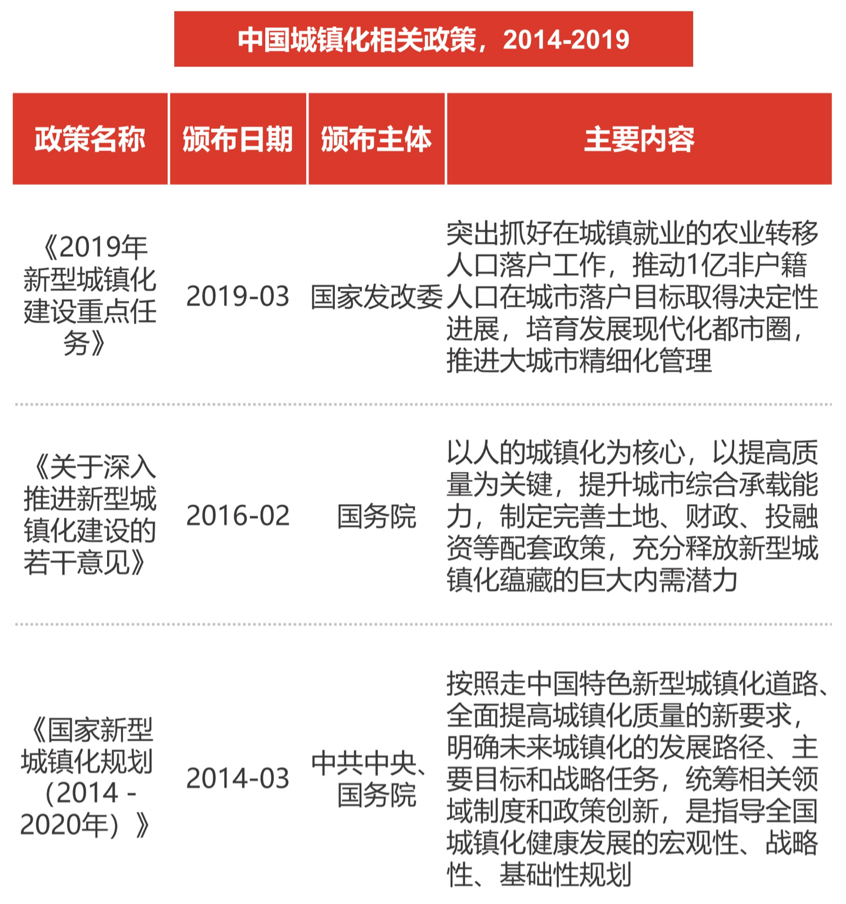 中国城镇化相关政策，2014-2019
政策名称
颁布日期
颁布主体
主要内容
《2019年
新型城镇化
建设重点任
务》
2019-03
国家发改委
突出抓好在城镇就业的农业转移
人口落户工作，推动1亿非户籍
人口在城市落户目标取得决定性
进展，培育发展现代化都市圈，
推进大城市精细化管理
《关于深入
推进新型城
镇化建设的
若干意见》
2016-02
国务院
以人的城镇化为核心，以提高质
量为关键，提升城市综合承载能
力，制定完善土地、财政、投融
资等配套政策，充分释放新型城
镇化蕴藏的巨大内需潜力
《国家新型
城镇化规划
（2014 -
2020年）》
2014-03
中共中央、
国务院
按照走中国特色新型城镇化道路、
全面提高城镇化质量的新要求，
明确未来城镇化的发展路径、主
要目标和战略任务，统筹相关领
域制度和政策创新，是指导全国
城镇化健康发展的宏观性、战略
性、基础性规划